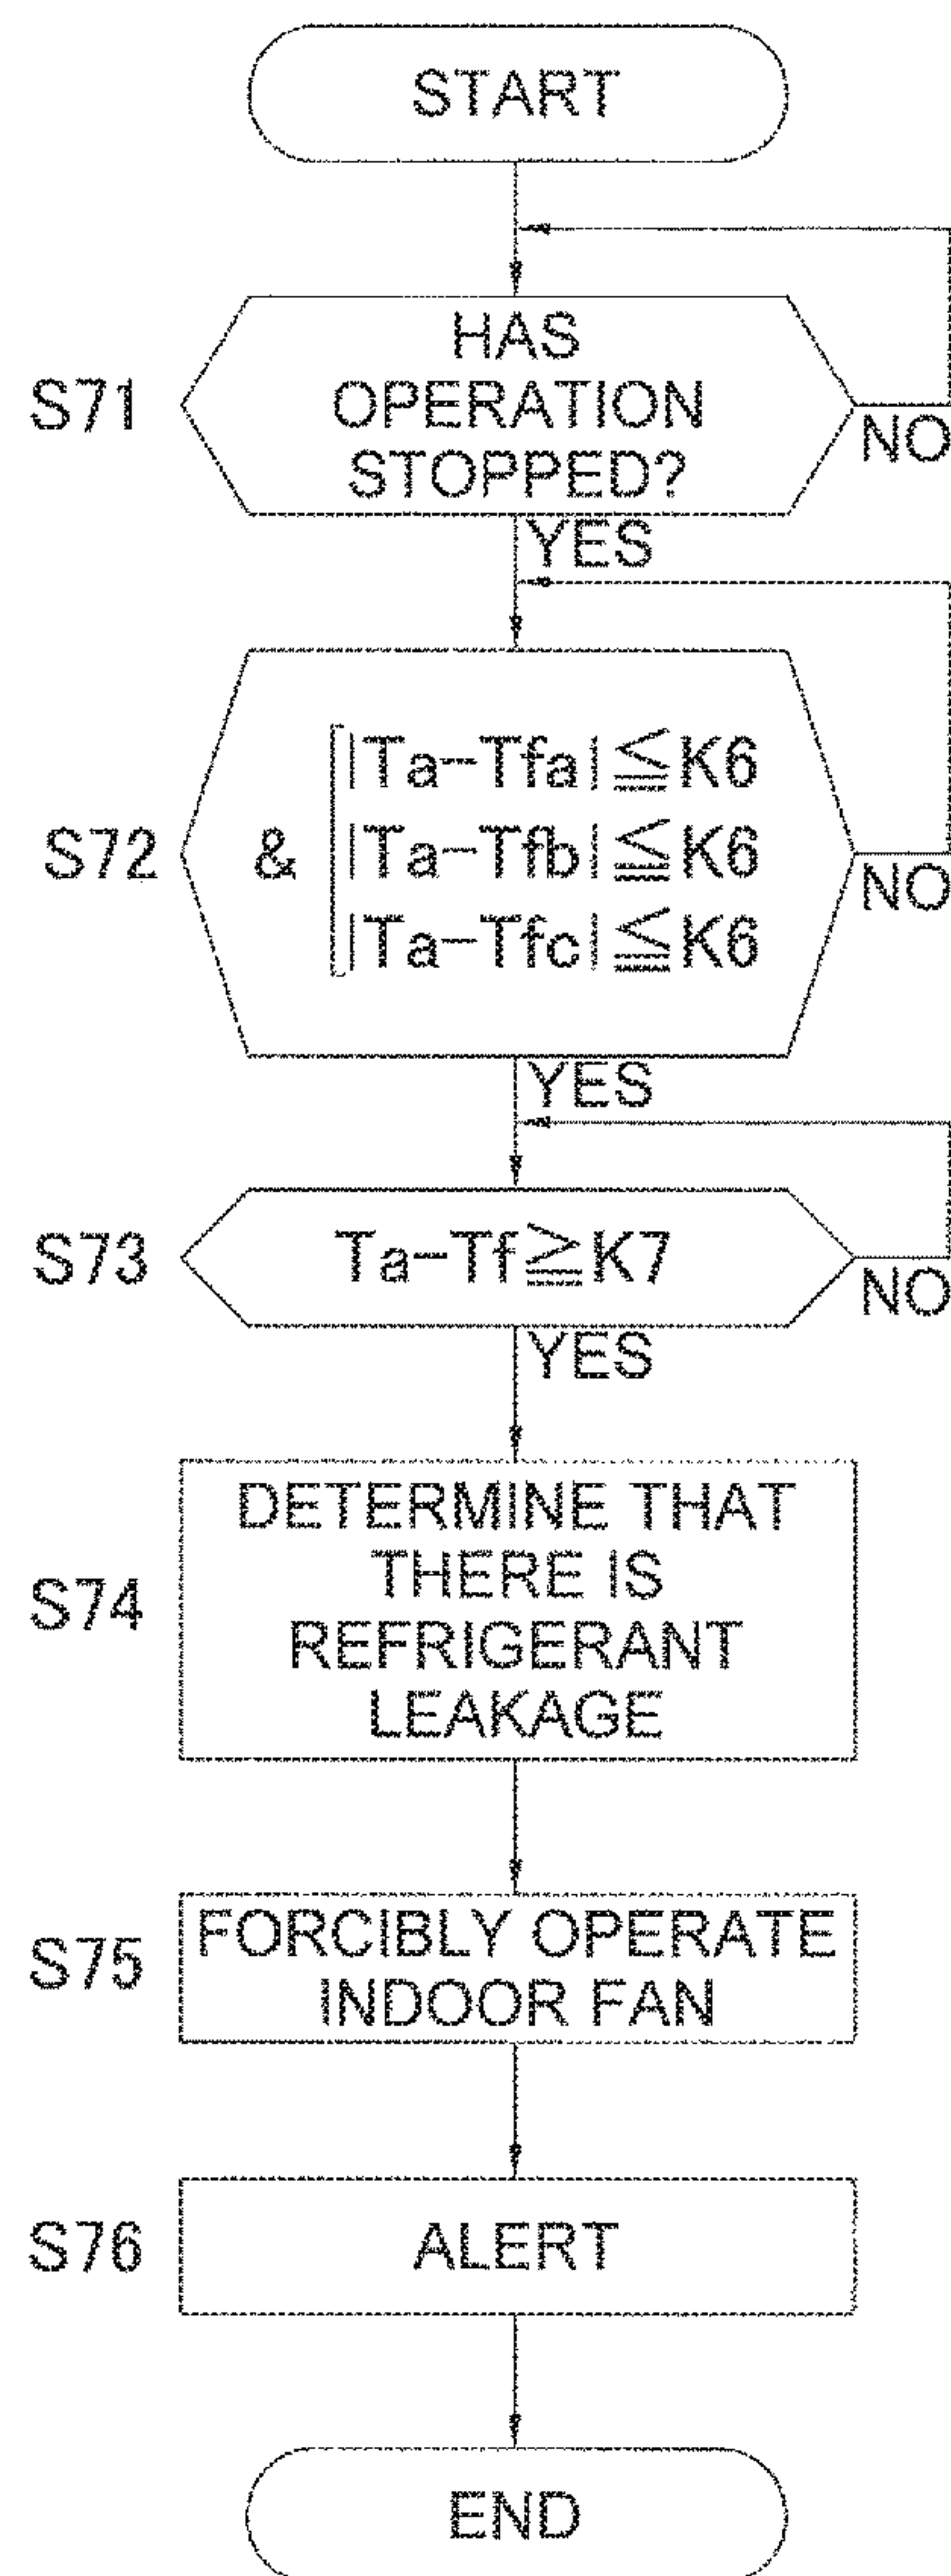 START
HAS
S71 OPERATION
STOPPED?
NO
YES
|Ta-Tfa|≦K6
S72 & |Ta-Tfb|≦K6
|Ta-Tfc|≦K6
NO
YES
S73 Ta-Tf≧K7
NO
YES
DETERMINE THAT
THERE IS
S74 REFRIGERANT
LEAKAGE
FORCIBLY OPERATE
S75 INDOOR FAN
S76 ALERT
END